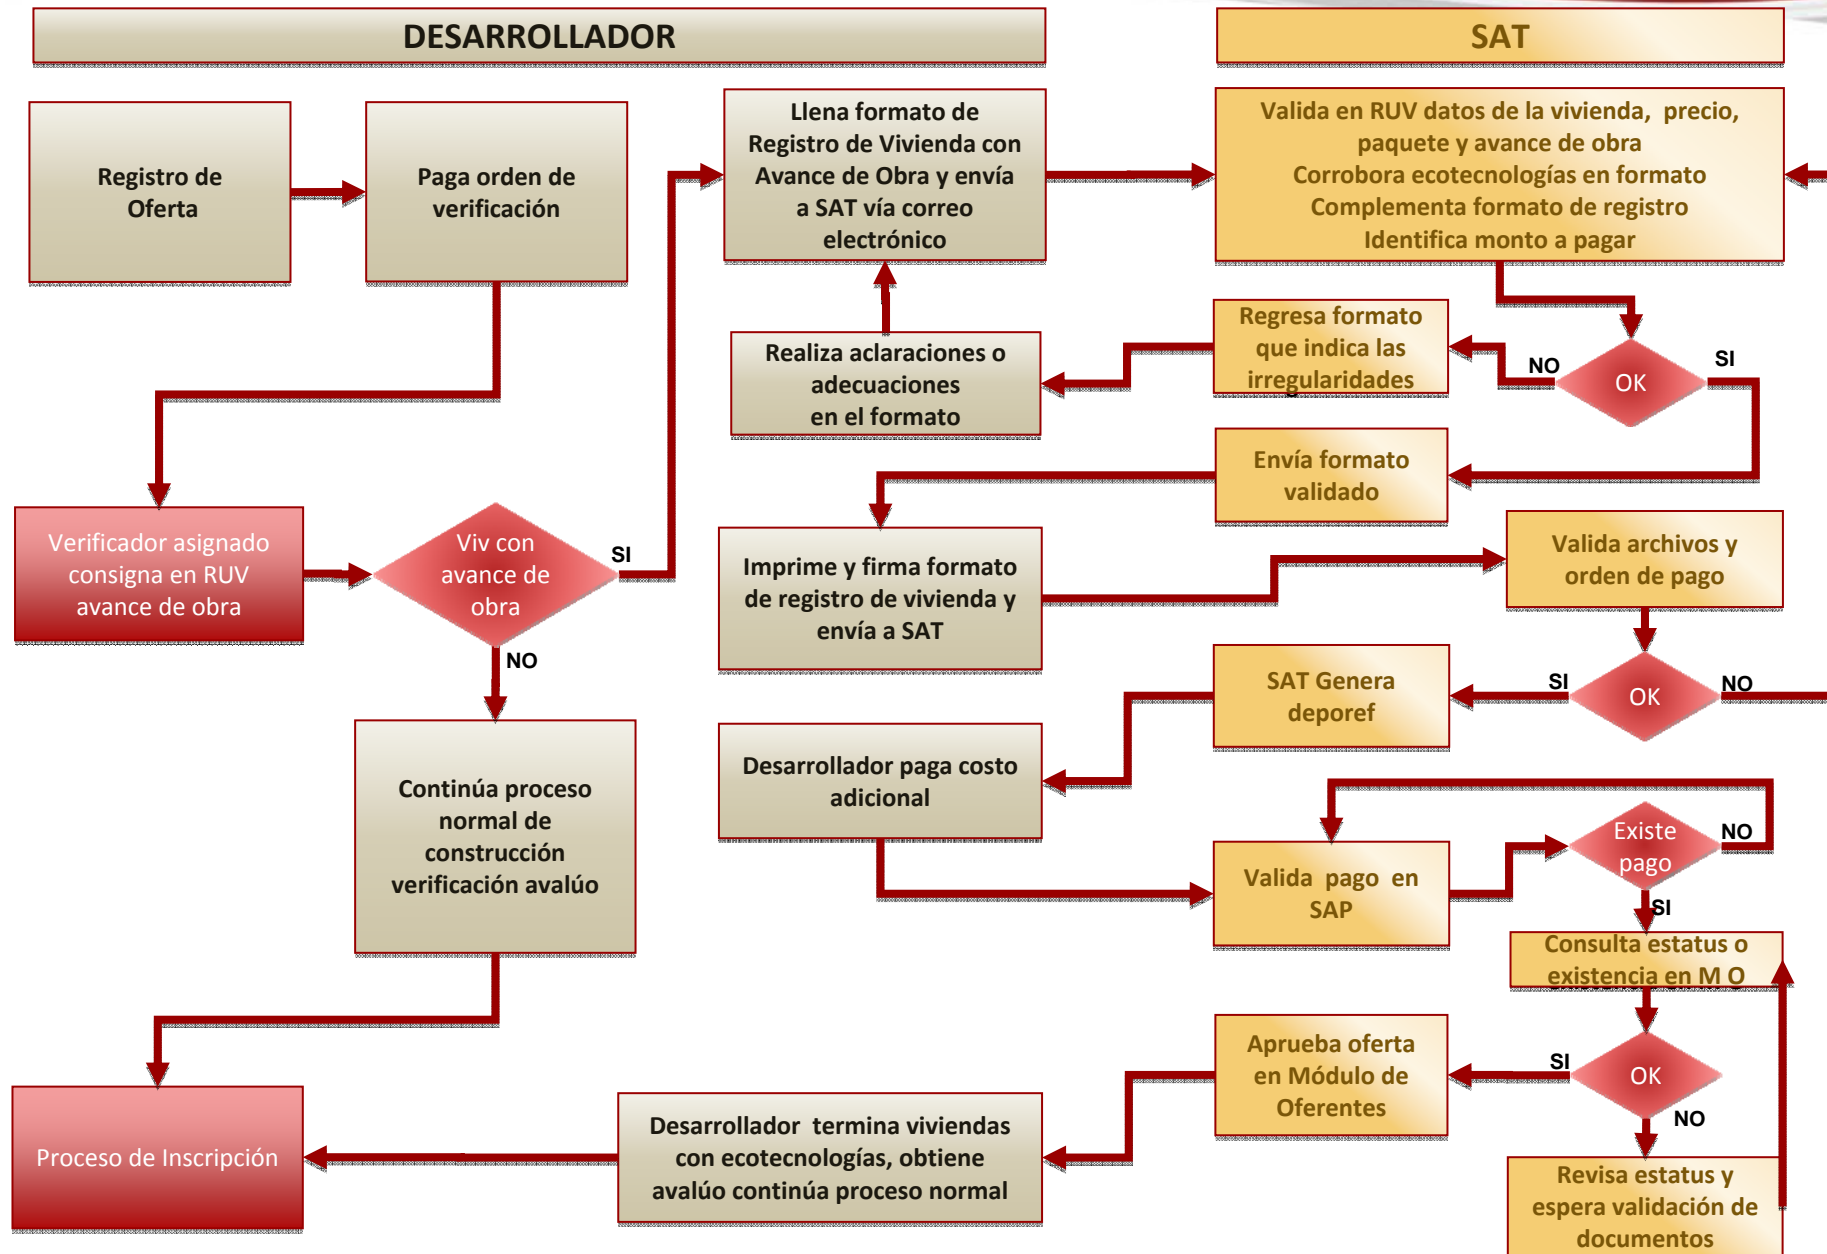 DESARROLLADOR
SAT
Registro de
Oferta
Paga orden de
verificación
Llena formato de
Registro de Vivienda con
Avance de Obra y envía
a SAT vía correo
electrónico
Valida en RUV datos de la vivienda, precio,
paquete y avance de obra
Corrobora ecotecnologías en formato
Complementa formato de registro
Identifica monto a pagar
Realiza aclaraciones o
adecuaciones
en el formato
Regresa formato
que indica las
irregularidades
NO
OK
SI
Envía formato
validado
Verificador asignado
consigna en RUV
avance de obra
Viv con
avance de
obra
SI
NO
Imprime y firma formato
de registro de vivienda y
envía a SAT
Valida archivos y
orden de pago
SAT Genera
deporef
SI
OK
NO
Continúa proceso
normal de
construcción
verificación avalúo
Desarrollador paga costo
adicional
Valida pago en
SAP
Existe
pago
NO
SI
Consulta estatus o
existencia en M O
Aprueba oferta
en Módulo de
Oferentes
SI
OK
NO
Proceso de Inscripción
Desarrollador termina viviendas
con ecotecnologías, obtiene
avalúo continúa proceso normal
Revisa estatus y
espera validación de
documentos